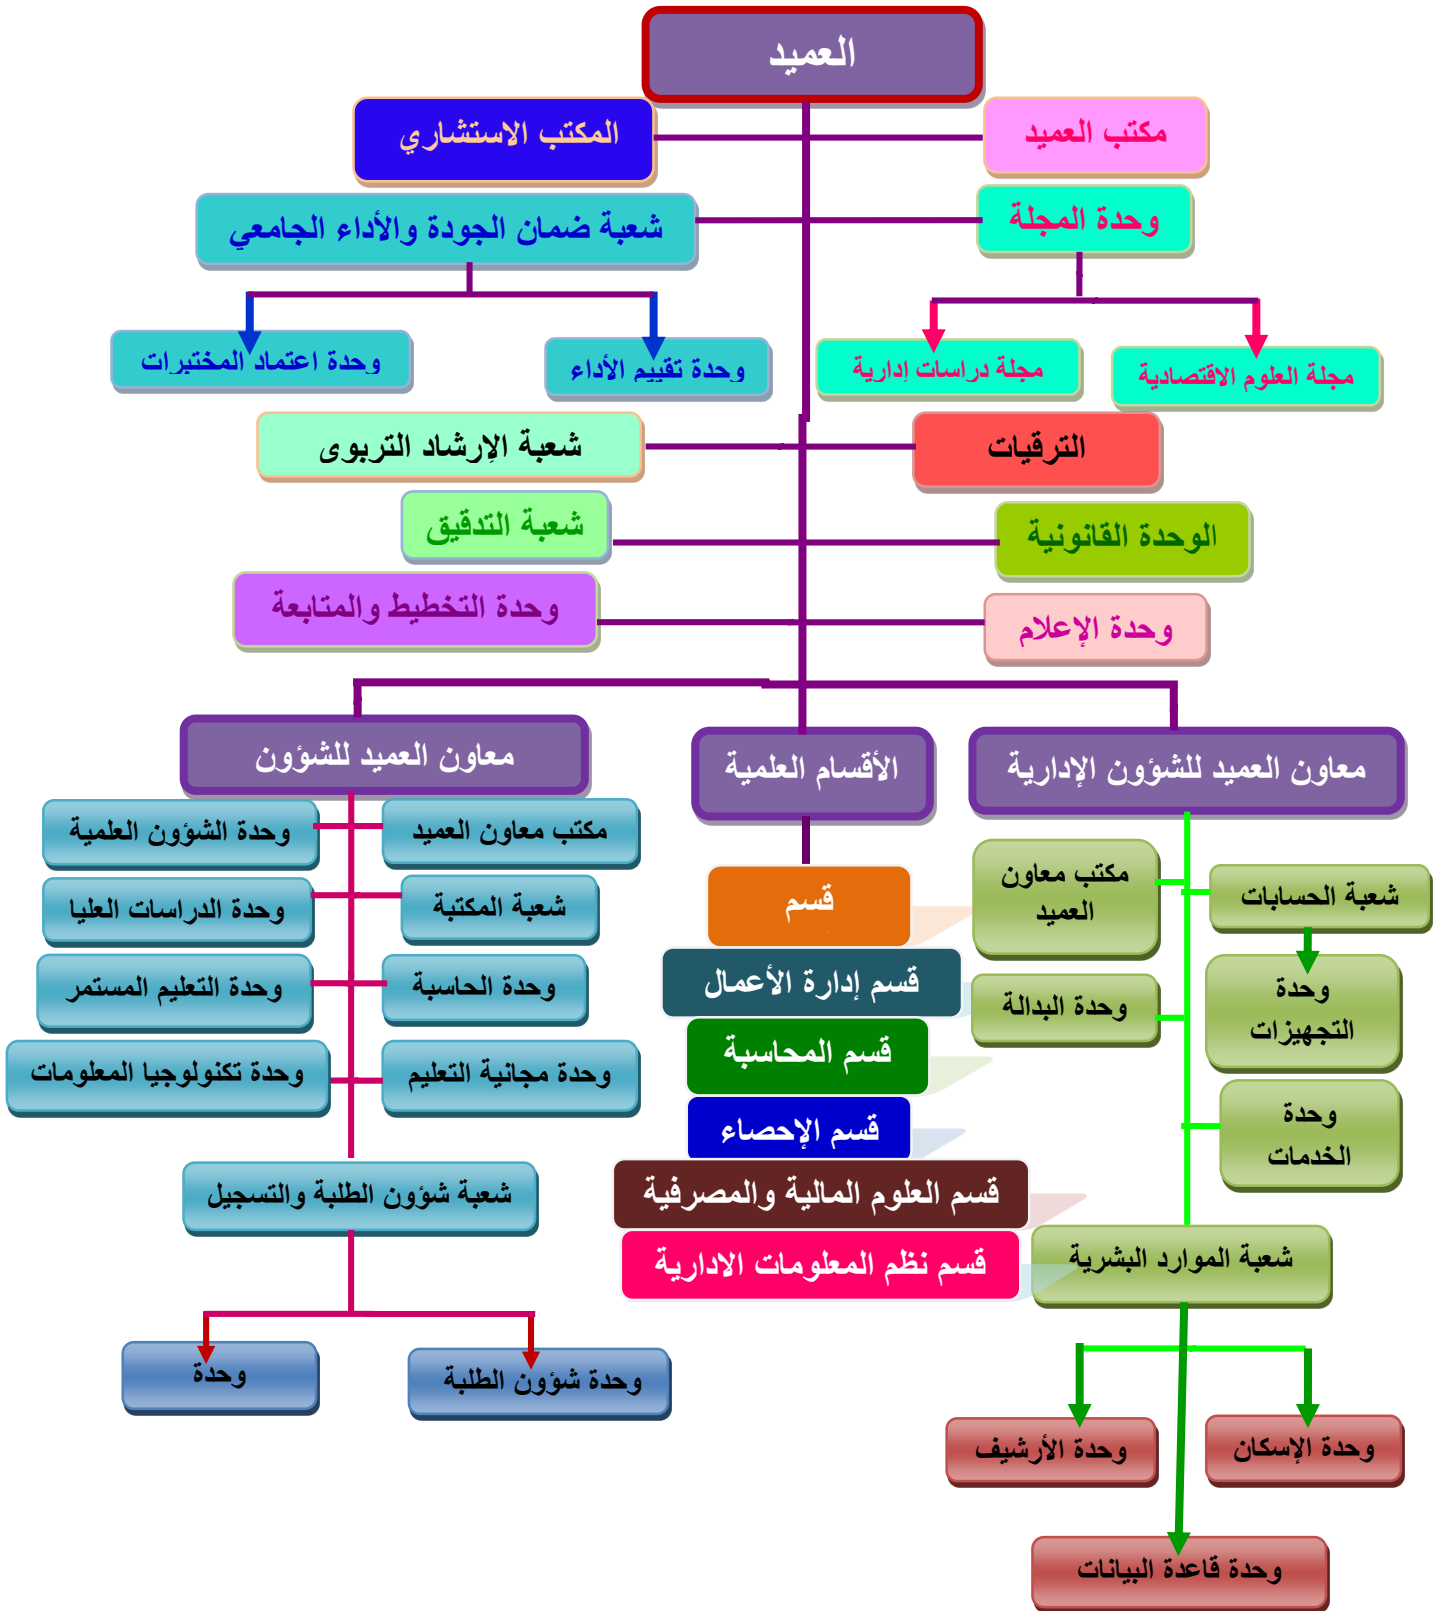 العميد
مكتب العميد
المكتب الاستشاري
وحدة المجلة
شعبة ضمان الجودة والأداء الجامعي
مجلة العلوم الاقتصادية
مجلة دراسات إدارية
وحدة تقييم الأداء
وحدة اعتماد المختبرات
الترقيات
شعبة الإرشاد التربوى
الوحدة القانونية
شعبة التدقيق
وحدة الإعلام
وحدة التخطيط والمتابعة
معاون العميد للشؤون الإدارية
الأقسام العلمية
معاون العميد للشؤون
شعبة الحسابات
مكتب معاون
العميد
وحدة
التجهيزات
وحدة البدالة
وحدة
الخدمات
شعبة الموارد البشرية
وحدة الإسكان
وحدة الأرشيف
وحدة قاعدة البيانات
قسم
قسم إدارة الأعمال
قسم المحاسبة
قسم الإحصاء
قسم العلوم المالية والمصرفية
قسم نظم المعلومات الادارية
مكتب معاون العميد
وحدة الشؤون العلمية
شعبة المكتبة
وحدة الدراسات العليا
وحدة الحاسبة
وحدة التعليم المستمر
وحدة مجانية التعليم
وحدة تكنولوجيا المعلومات
شعبة شؤون الطلبة والتسجيل
وحدة شؤون الطلبة
وحدة